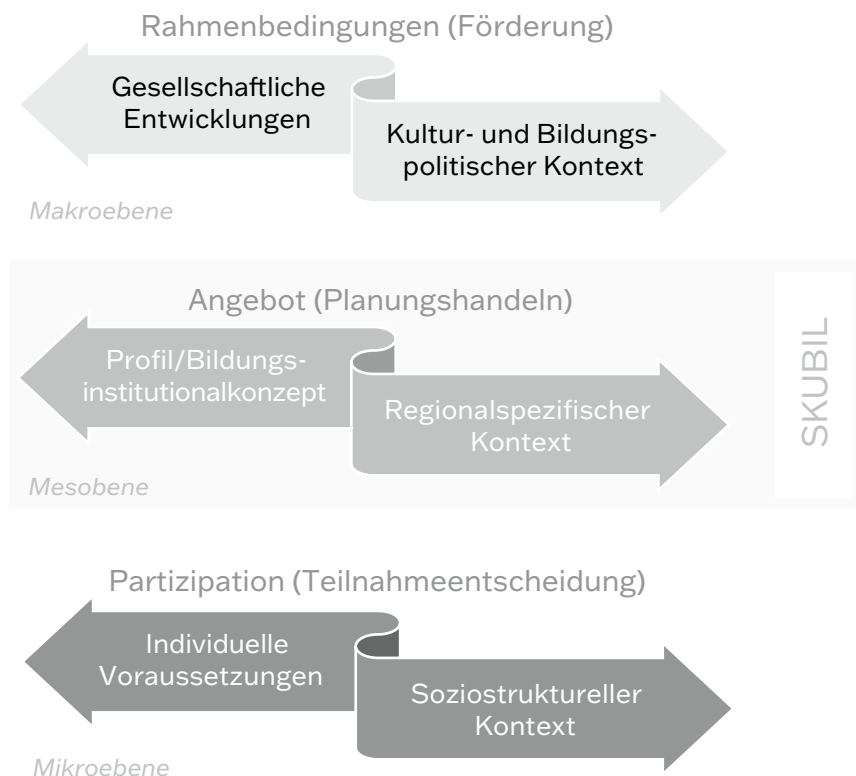 Rahmenbedingungen (Förderung)
Gesellschaftliche
Entwicklungen
Kultur- und Bildungs-
politischer Kontext
Makroebene
Angebot (Planungshandeln)
Profil/Bildungs-
institutionalkonzept
Regionalspezifischer
Kontext
Mesobene
SKUBIL
Partizipation (Teilnahmeentscheidung)
Individuelle
Voraussetzungen
Soziostruktureller
Kontext
Mikroebene